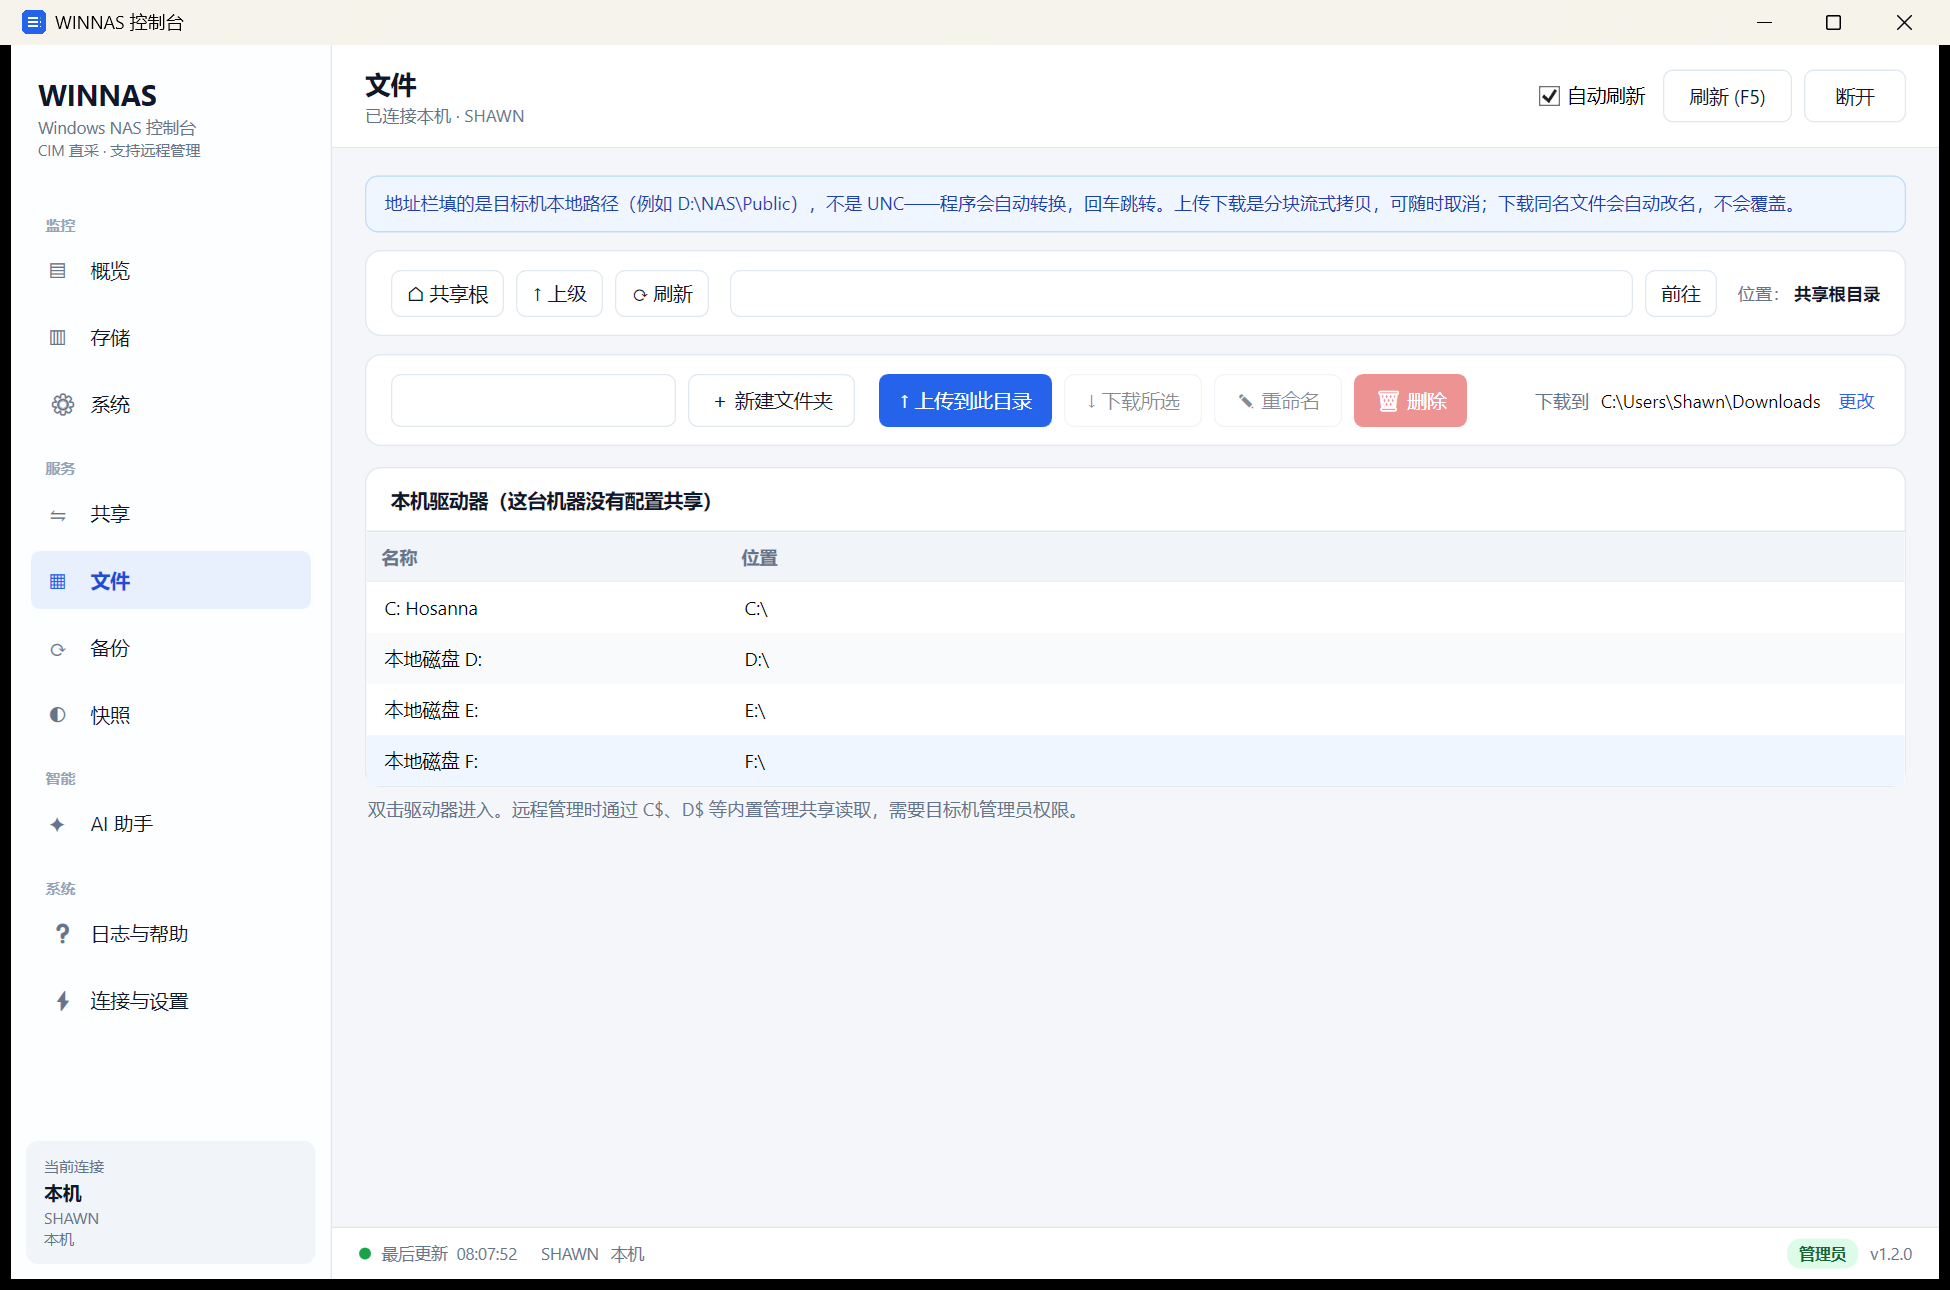 WINNAS 控制台
WINNAS
Windows NAS 控制台
CIM 直采 · 支持远程管理
监控
概览
存储
系统
服务
共享
文件
备份
快照
智能
AI 助手
系统
日志与帮助
连接与设置
当前连接
本机
SHAWN
本机
文件
已连接本机 · SHAWN
自动刷新
刷新 (F5)
断开
地址栏填的是目标机本地路径（例如 D:\NAS\Public），不是 UNC——程序会自动转换，回车跳转。上传下载是分块流式拷贝，可随时取消；下载同名文件会自动改名，不会覆盖。
共享根
↑ 上级
⟳ 刷新
前往
位置： 共享根目录
+ 新建文件夹
↑ 上传到此目录
↓ 下载所选
重命名
删除
下载到 C:\Users\Shawn\Downloads 更改
本机驱动器（这台机器没有配置共享）
名称 位置
C: Hosanna C:\
本地磁盘 D: D:\
本地磁盘 E: E:\
本地磁盘 F: F:\
双击驱动器进入。远程管理时通过 C$、D$ 等内置管理共享读取，需要目标机管理员权限。
最后更新 08:07:52 SHAWN 本机
管理员 v1.2.0